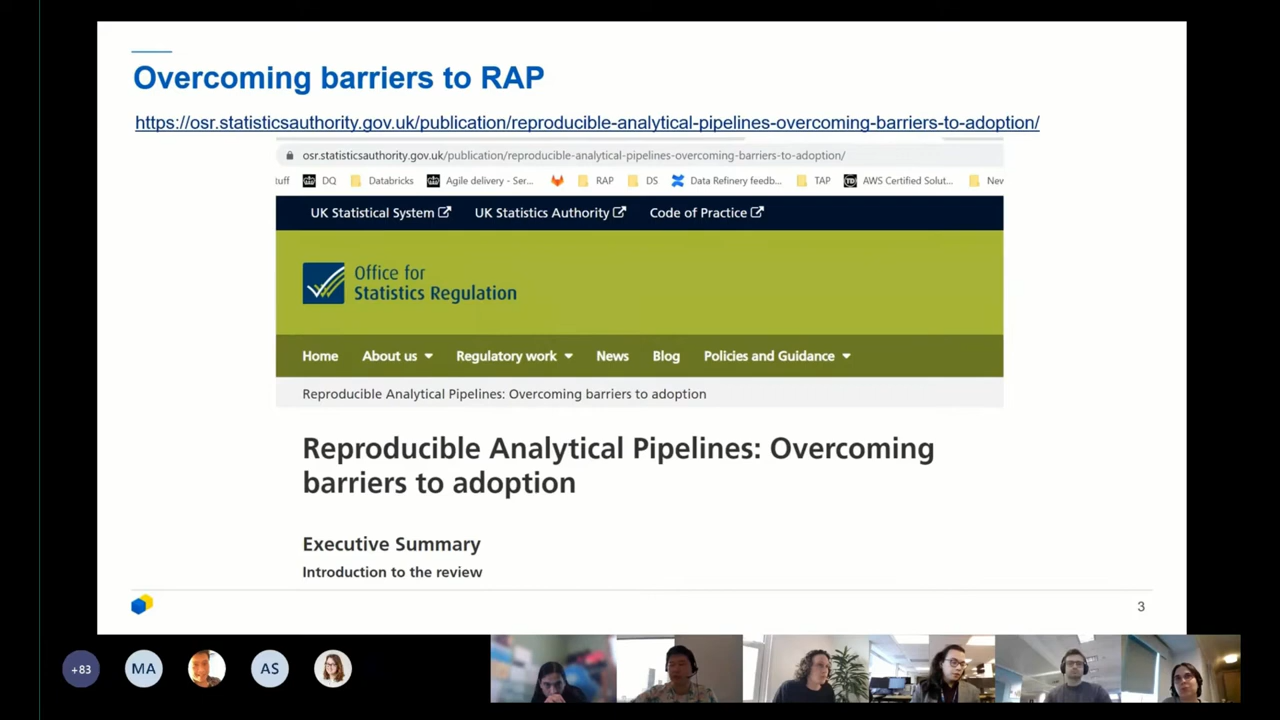 Overcoming barriers to RAP
https://osr.statisticsauthority.gov.uk/publication/reproducible-analytical-pipelines-overcoming-barriers-to-adoption/
osr.statisticsauthority.gov.uk/publication/reproducible-analytical-pipelines-overcoming-barriers-to-adoption/
tuff DQ Databricks Agile delivery - Ser... RAP DS Data Refinery feedb... TAP AWS Certified Solut... Nev
UK Statistical System UK Statistics Authority Code of Practice
Office for
Statistics Regulation
Home About us Regulatory work News Blog Policies and Guidance
Reproducible Analytical Pipelines: Overcoming barriers to adoption
Reproducible Analytical Pipelines: Overcoming
barriers to adoption
Executive Summary
Introduction to the review
3
+83 MA AS